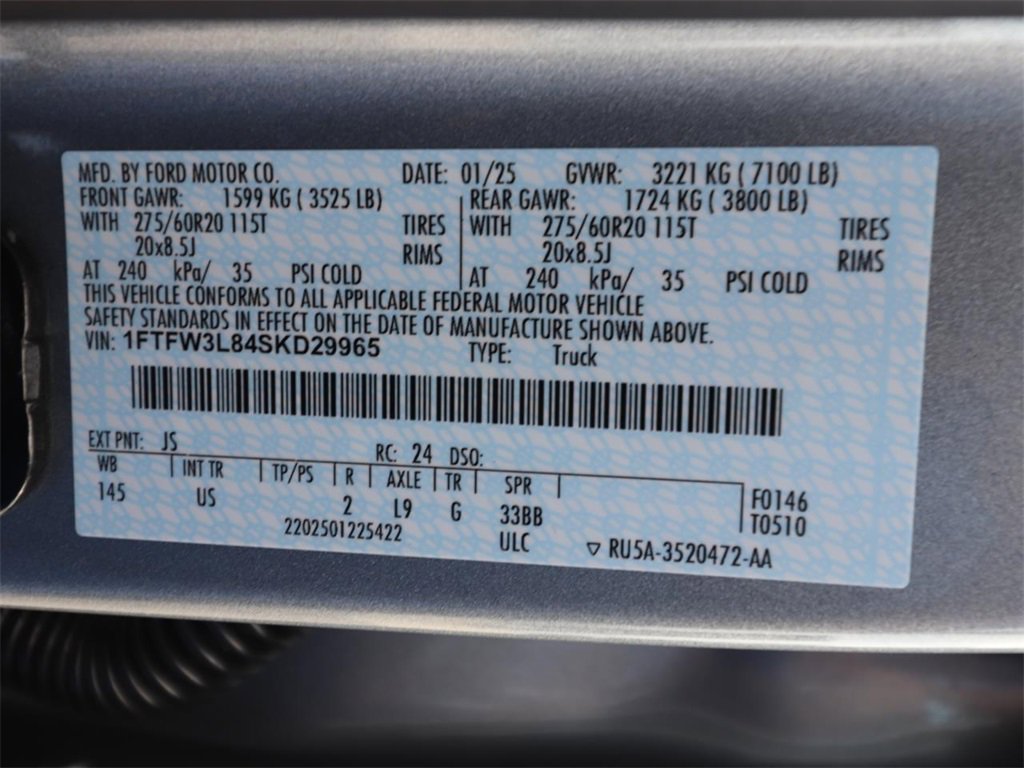 MFD. BY FORD MOTOR CO. DATE: 01/25 GVWR: 3221 KG ( 7100 LB)
FRONT GAWR: 1599 KG ( 3525 LB) REAR GAWR: 1724 KG ( 3800 LB)
WITH 275/60R20 115T TIRES WITH 275/60R20 115T TIRES
20x8.5J RIMS 20x8.5J RIMS
AT 240 kPa/ 35 PSI COLD AT 240 kPa/ 35 PSI COLD
THIS VEHICLE CONFORMS TO ALL APPLICABLE FEDERAL MOTOR VEHICLE
SAFETY STANDARDS IN EFFECT ON THE DATE OF MANUFACTURE SHOWN ABOVE.
VIN: 1FTFW3L84SKD29965 TYPE: Truck
EXT PNT: JS RC: 24 DSO:
WB INT TR TP/PS R AXLE TR SPR
145 US 2 L9 G 33BB F0146
2202501225422 ULC T0510
▽ RU5A-3520472-AA